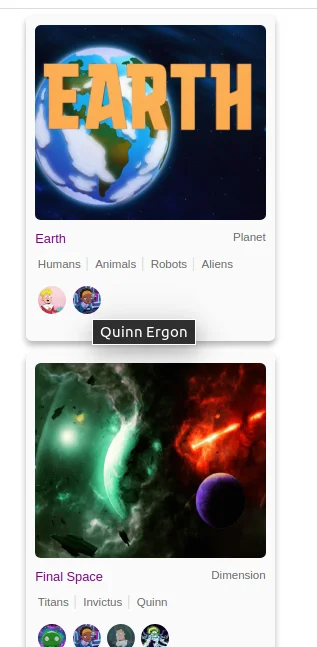 EARTH
Earth Planet
Humans Animals Robots Aliens
Quinn Ergon
Final Space Dimension
Titans Invictus Quinn